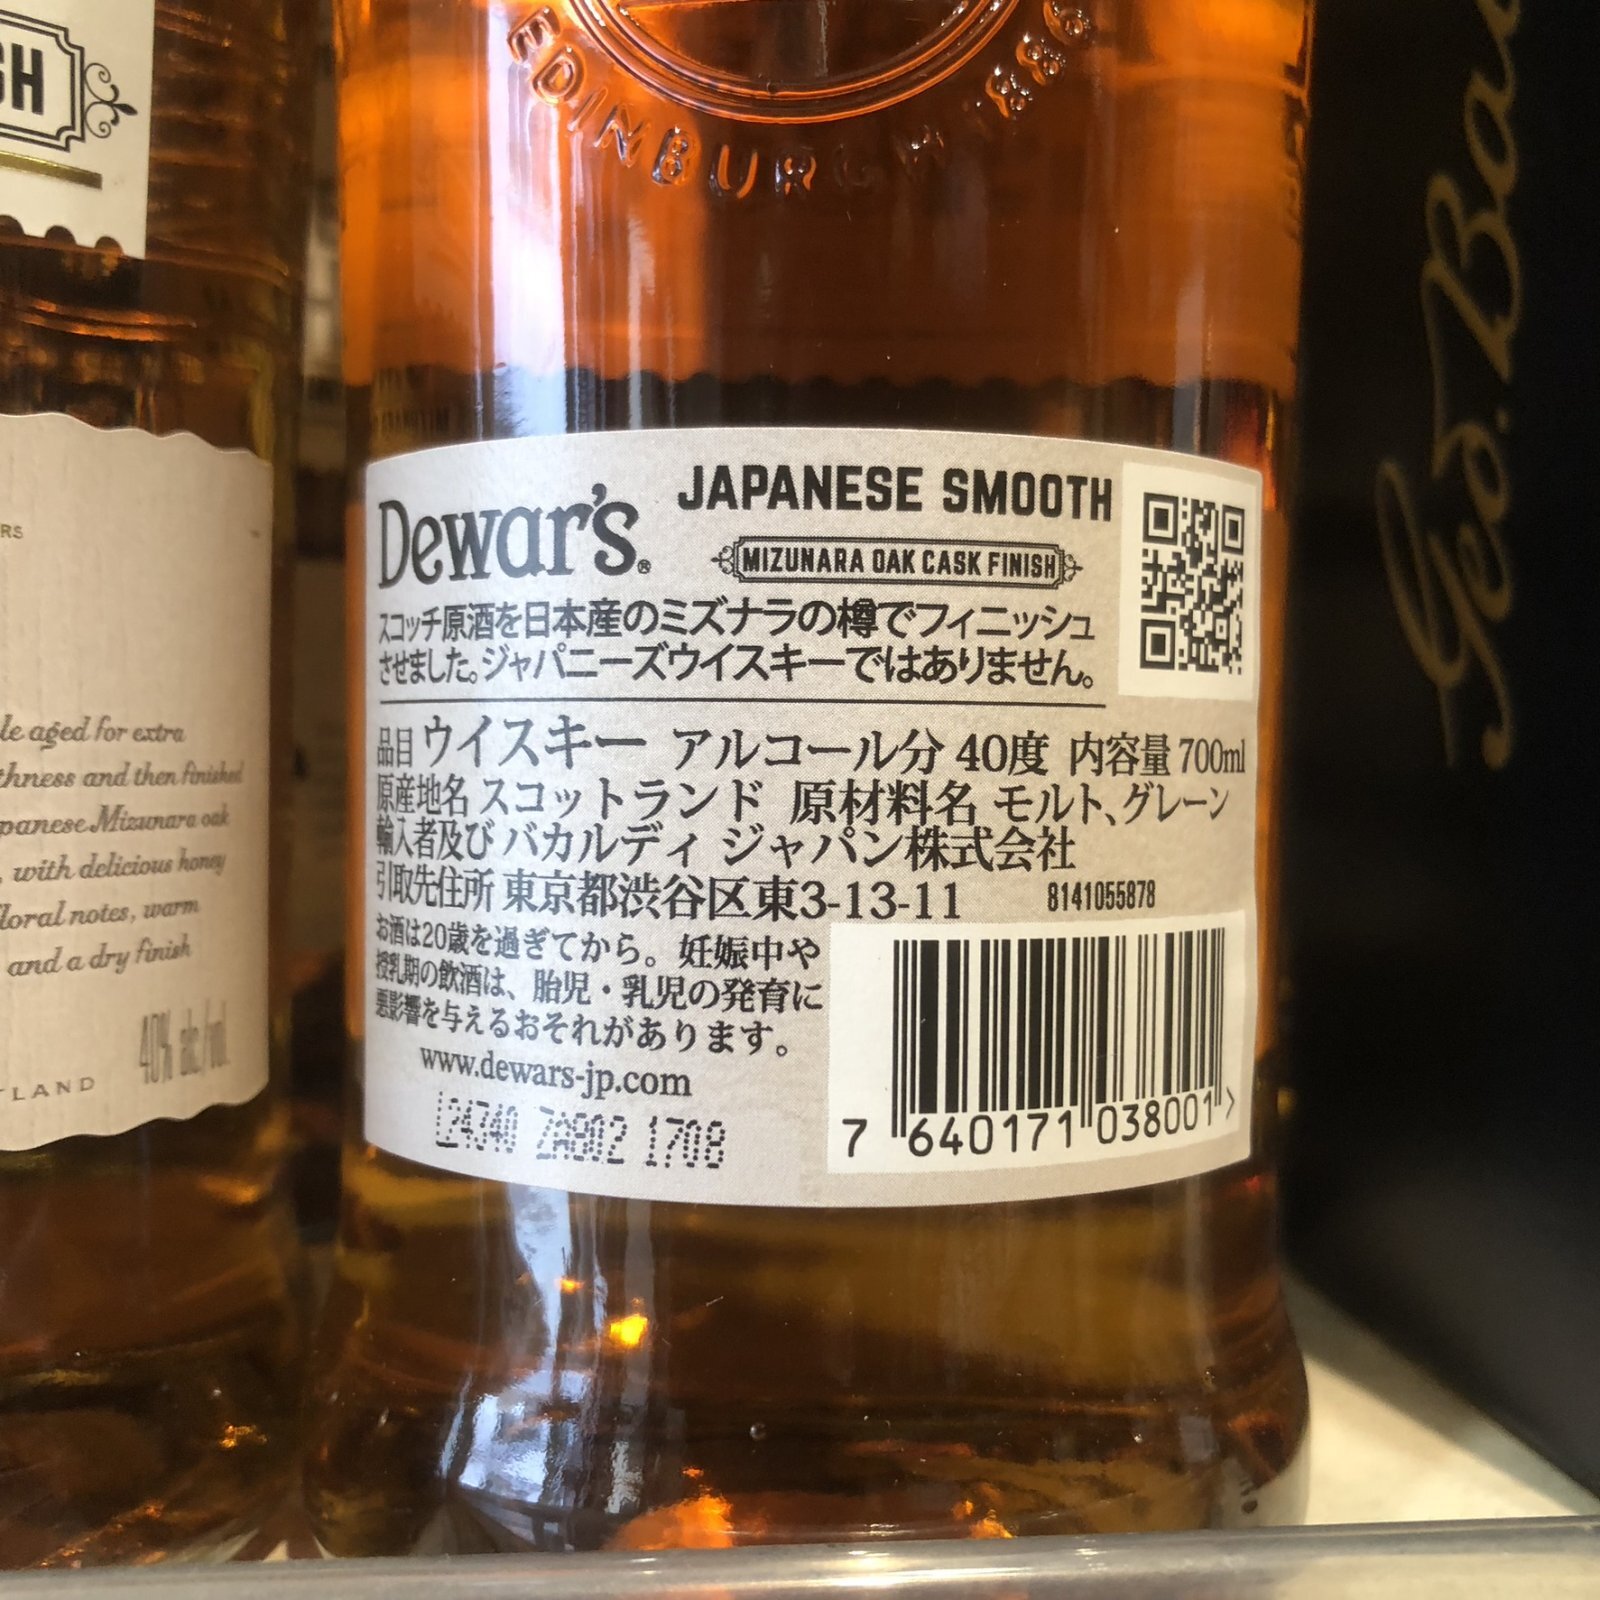 EDINBURGH 1886
Dewar's®
JAPANESE SMOOTH
MIZUNARA OAK CASK FINISH
スコッチ原酒を日本産のミズナラの樽でフィニッシュ
させました。ジャパニーズウイスキーではありません。
品目 ウイスキー アルコール分 40度 内容量 700ml
原産地名 スコットランド 原材料名 モルト、グレーン
輸入者及び バカルディ ジャパン株式会社
引取先住所 東京都渋谷区東3-13-11 8141055878
お酒は20歳を過ぎてから。妊娠中や
授乳期の飲酒は、胎児・乳児の発育に
悪影響を与えるおそれがあります。
www.dewars-jp.com
L24340 ZA802 1708
7 640171 038001 >
aged for extra
and then finished
Mizunara oak
, with delicious honey
notes, warm
and a dry finish
40% alc./vol.
Geo.